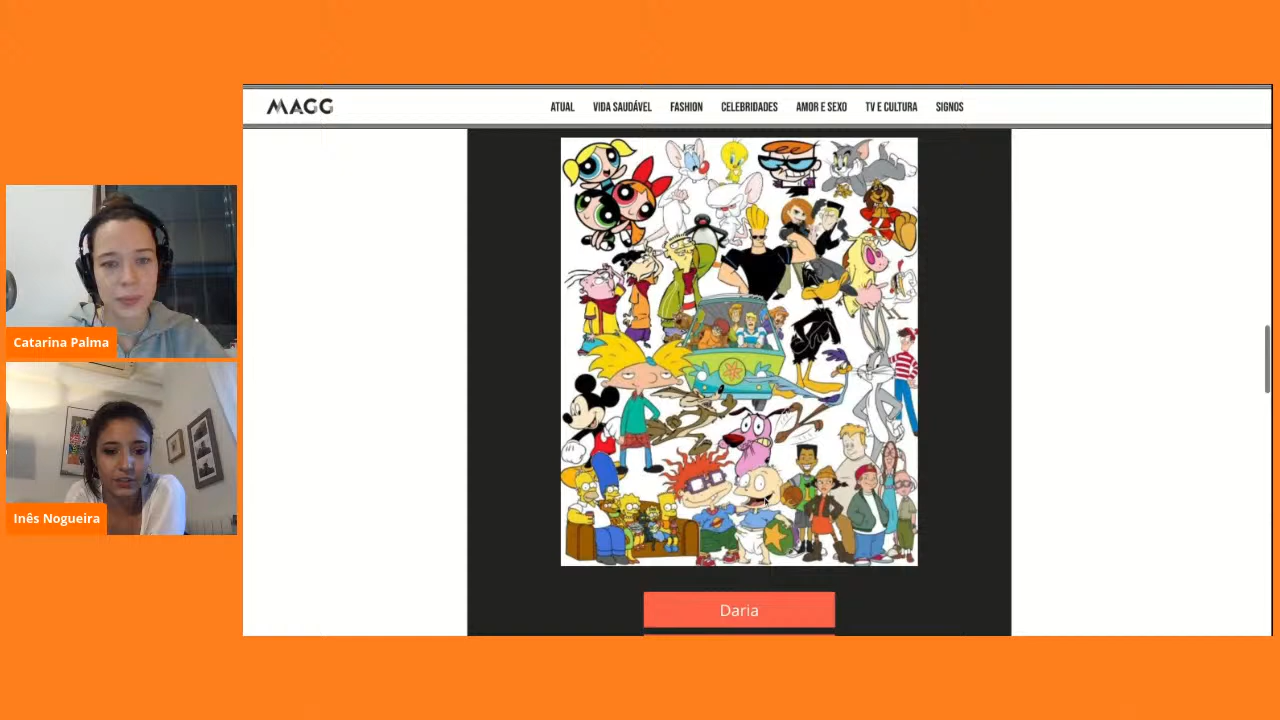 MAGG
ATUAL VIDA SAUDÁVEL FASHION CELEBRIDADES AMOR E SEXO TV E CULTURA SIGNOS
Catarina Palma
Inês Nogueira
Daria